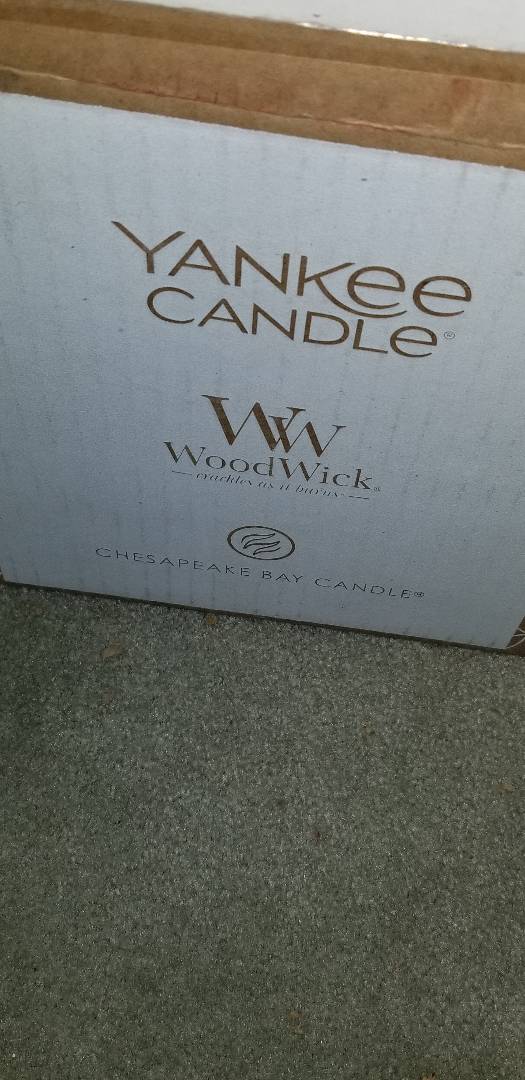 YANKEE
CANDLE®
WW
WoodWick®
crackles as it burns
CHESAPEAKE BAY CANDLE®